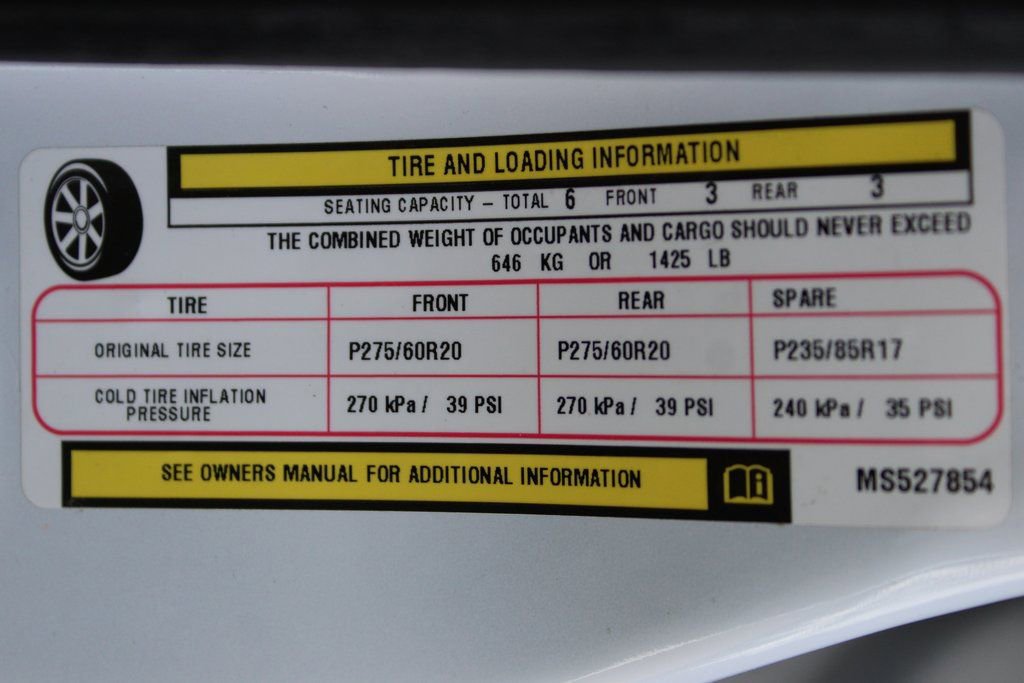 TIRE AND LOADING INFORMATION
SEATING CAPACITY – TOTAL 6 FRONT 3 REAR 3
THE COMBINED WEIGHT OF OCCUPANTS AND CARGO SHOULD NEVER EXCEED
646 KG OR 1425 LB
TIRE FRONT REAR SPARE
ORIGINAL TIRE SIZE P275/60R20 P275/60R20 P235/85R17
COLD TIRE INFLATION
PRESSURE 270 kPa / 39 PSI 270 kPa / 39 PSI 240 kPa / 35 PSI
SEE OWNERS MANUAL FOR ADDITIONAL INFORMATION
MS527854